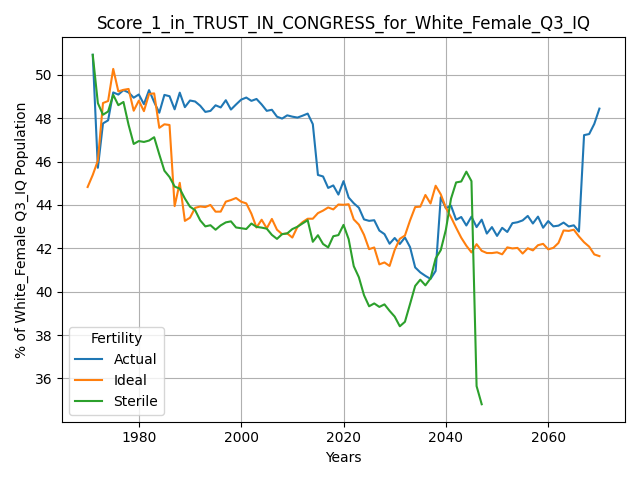 Score_1_in_TRUST_IN_CONGRESS_for_White_Female_Q3_IQ
% of White_Female Q3_IQ Population
50
48
46
44
42
40
38
36
Fertility
Actual
Ideal
Sterile
1980 2000 2020 2040 2060
Years